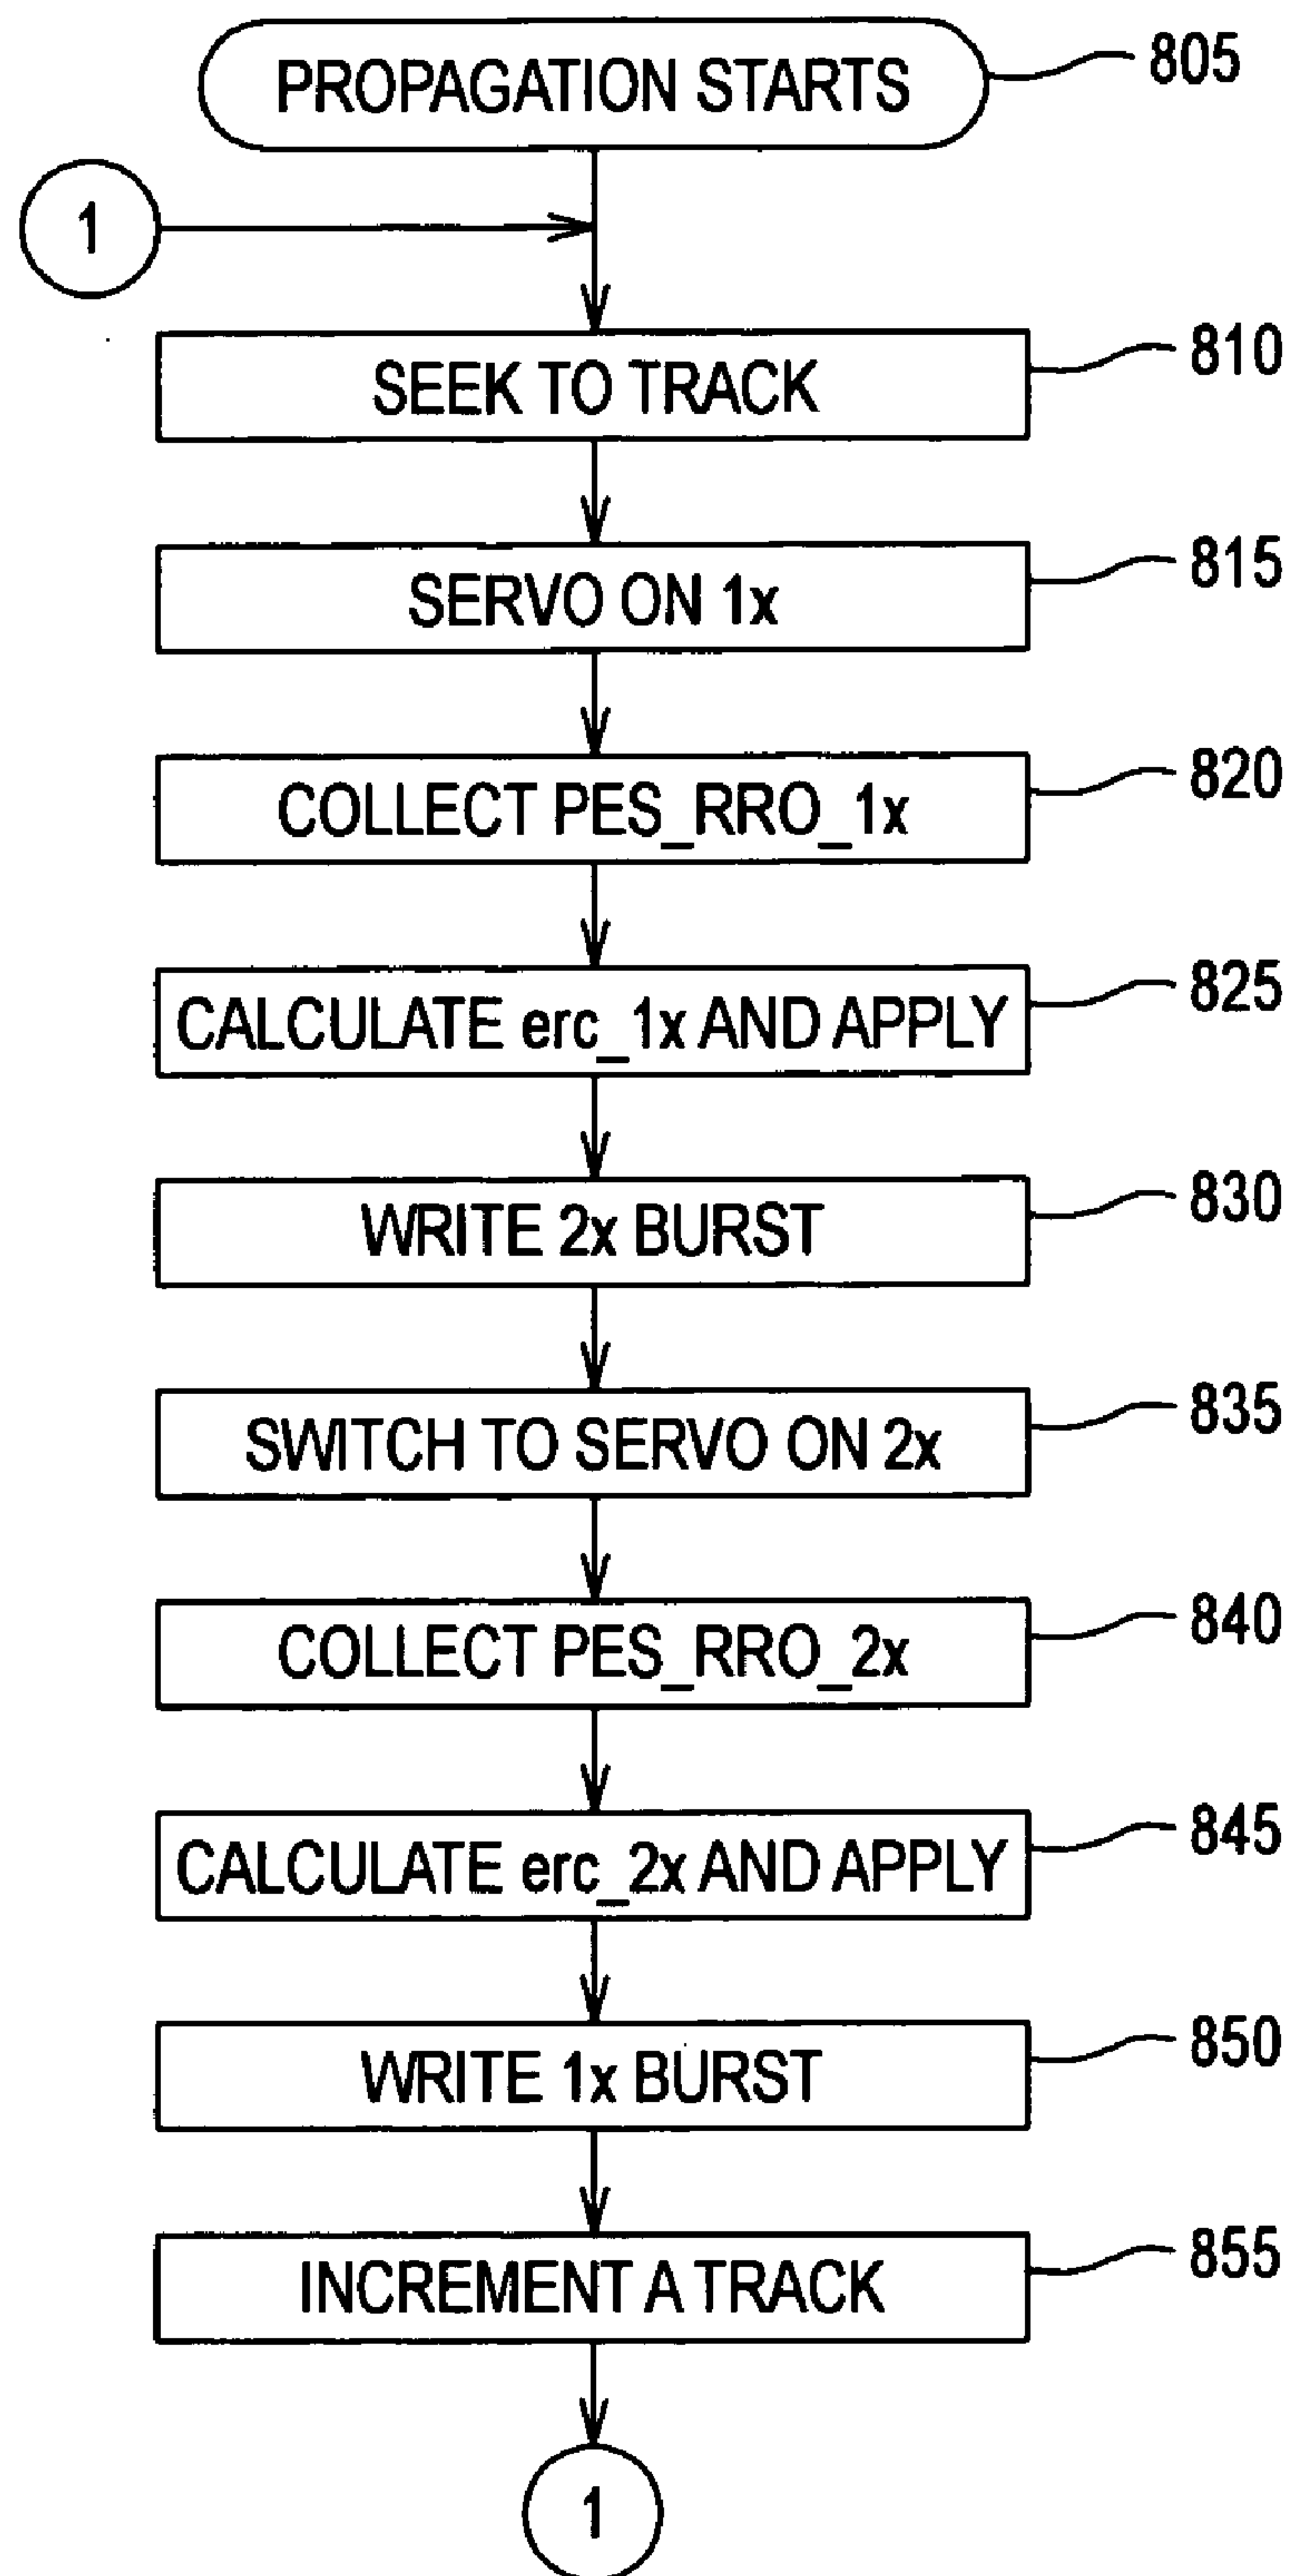 PROPAGATION STARTS
805
1
SEEK TO TRACK
810
SERVO ON 1x
815
COLLECT PES_RRO_1x
820
CALCULATE erc_1x AND APPLY
825
WRITE 2x BURST
830
SWITCH TO SERVO ON 2x
835
COLLECT PES_RRO_2x
840
CALCULATE erc_2x AND APPLY
845
WRITE 1x BURST
850
INCREMENT A TRACK
855
1